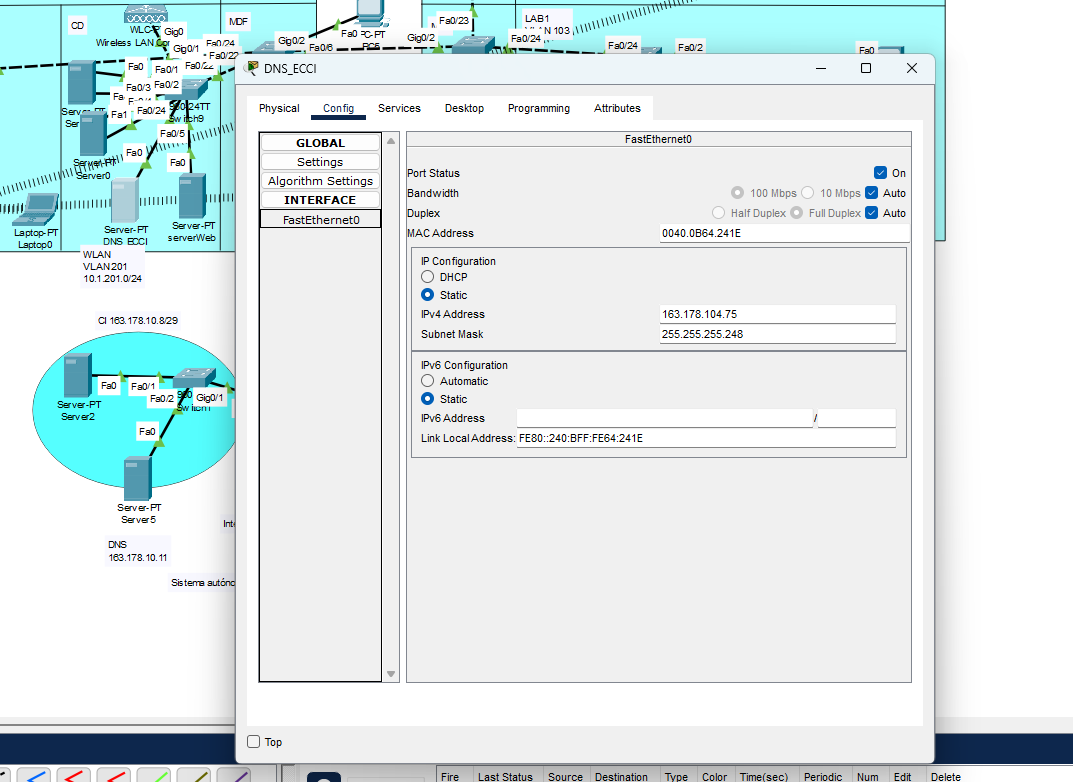 CD
MDF
Fa0/23
LAB1
VLAN 103
WLC-P
Wireless LAN Co
Gig0
Gig0/1
Fa0/24
Fa0/22
Fa0/22
Gig0/2
Fa0/6
Fa0
PC-PT
PC5
Gig0/2
Fa0/24
Fa0/24
Fa0/2
Fa0
Fa0
Fa0/1
Fa0/3
Fa0/2
Fa0/24
Fa1
24TT
Switch9
Fa0/5
Fa0
Fa0
Server-PT
Server0
Laptop-PT
Laptop0
Server-PT
DNS_ECCI
Server-PT
serverWeb
WLAN
VLAN 201
10.1.201.0/24
CI 163.178.10.8/29
Fa0
Fa0/1
Fa0/2
Gig0/1
Switch1
Server-PT
Server2
Fa0
Server-PT
Server5
DNS
163.178.10.11
Inte
Sistema autónc
DNS_ECCI
Physical
Config
Services
Desktop
Programming
Attributes
GLOBAL
Settings
Algorithm Settings
INTERFACE
FastEthernet0
FastEthernet0
Port Status
On
Bandwidth
100 Mbps
10 Mbps
Auto
Duplex
Half Duplex
Full Duplex
Auto
MAC Address
0040.0B64.241E
IP Configuration
DHCP
Static
IPv4 Address
163.178.104.75
Subnet Mask
255.255.255.248
IPv6 Configuration
Automatic
Static
IPv6 Address
/
Link Local Address: FE80::240:BFF:FE64:241E
Top
Fire
Last Status
Source
Destination
Type
Color
Time(sec)
Periodic
Num
Edit
Delete